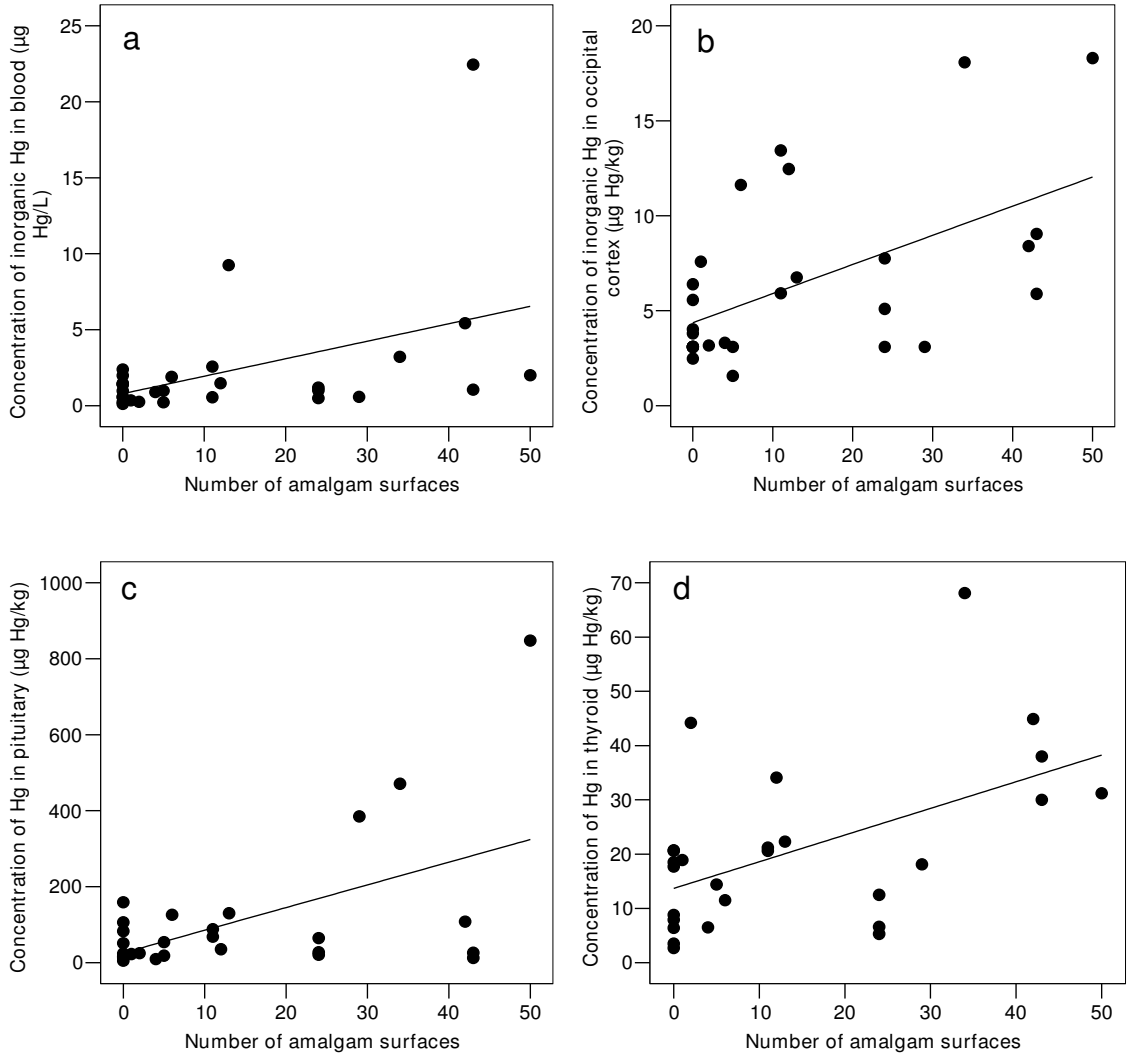 a
Concentration of inorganic Hg in blood (µg
Hg/L)
25
20
15
10
5
0
0 10 20 30 40 50
Number of amalgam surfaces
b
Concentration of inorganic Hg in occipital
cortex (µg Hg/kg)
20
15
10
5
0
0 10 20 30 40 50
Number of amalgam surfaces
c
Concentration of Hg in pituitary (µg Hg/kg)
1000
800
600
400
200
0
0 10 20 30 40 50
Number of amalgam surfaces
d
Concentration of Hg in thyroid (µg Hg/kg)
70
60
50
40
30
20
10
0
0 10 20 30 40 50
Number of amalgam surfaces